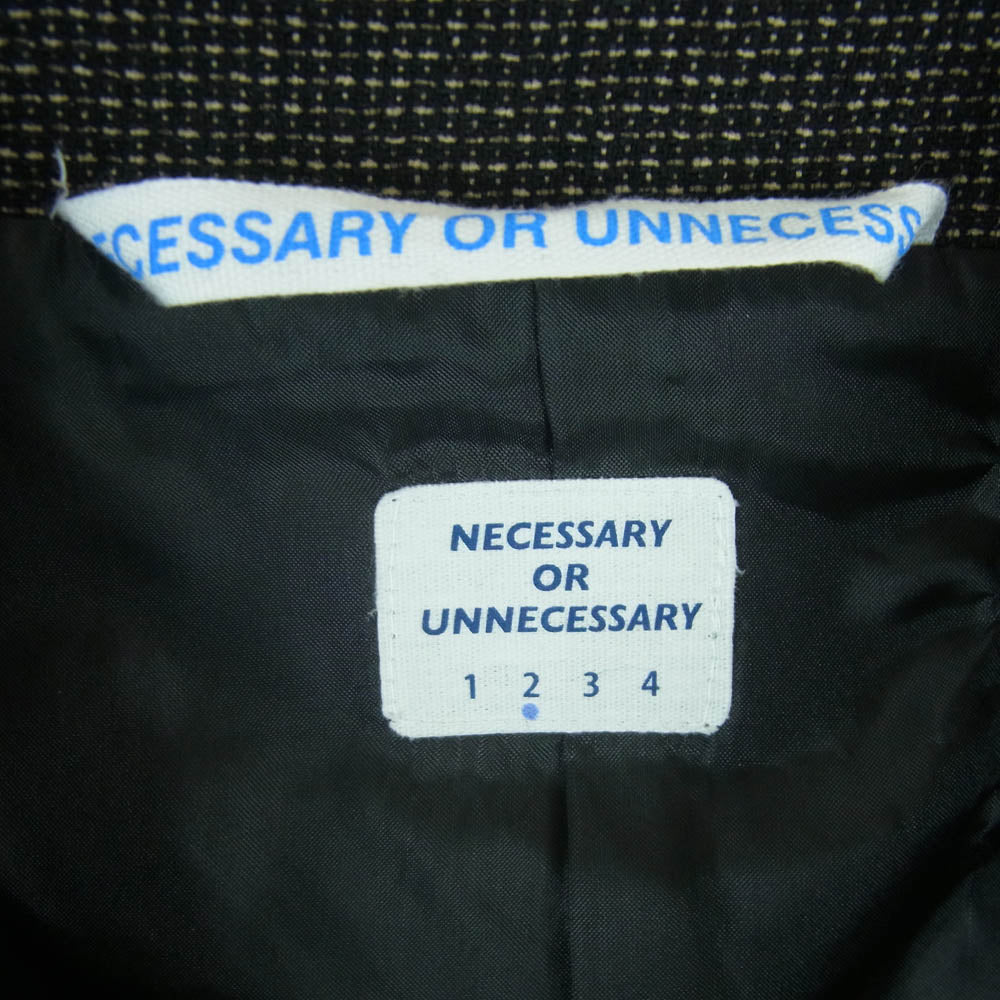 ECESSARY OR UNNECESS
NECESSARY
OR
UNNECESSARY
1 2 3 4